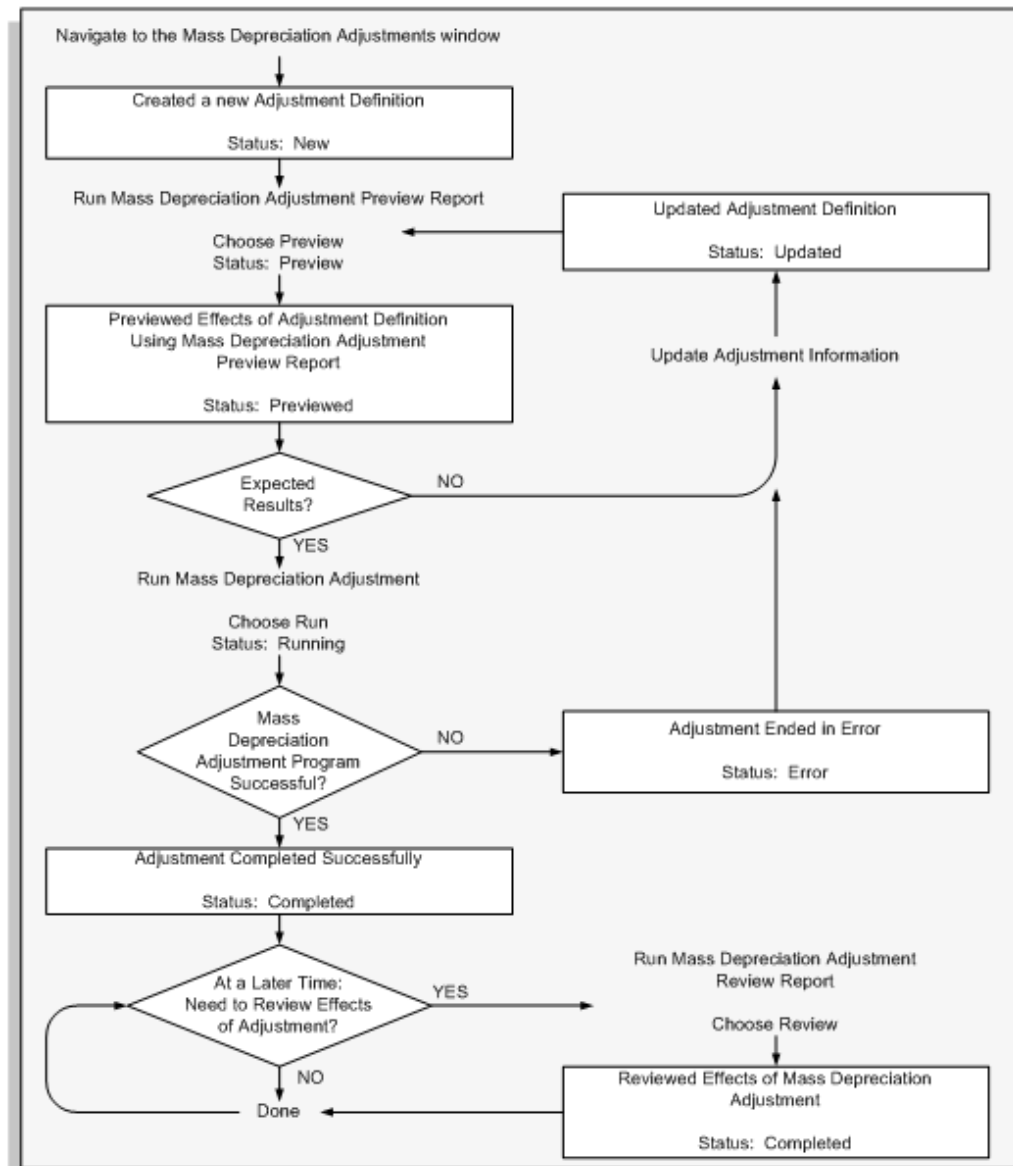 Navigate to the Mass Depreciation Adjustments window
Created a new Adjustment Definition
Status: New
Run Mass Depreciation Adjustment Preview Report
Choose Preview
Status: Preview
Updated Adjustment Definition
Status: Updated
Previewed Effects of Adjustment Definition
Using Mass Depreciation Adjustment
Preview Report
Status: Previewed
Update Adjustment Information
Expected
Results?
NO
YES
Run Mass Depreciation Adjustment
Choose Run
Status: Running
Mass
Depreciation
Adjustment Program
Successful?
NO
Adjustment Ended in Error
Status: Error
YES
Adjustment Completed Successfully
Status: Completed
At a Later Time:
Need to Review Effects
of Adjustment?
YES
Run Mass Depreciation Adjustment
Review Report
Choose Review
NO
Done
Reviewed Effects of Mass Depreciation
Adjustment
Status: Completed